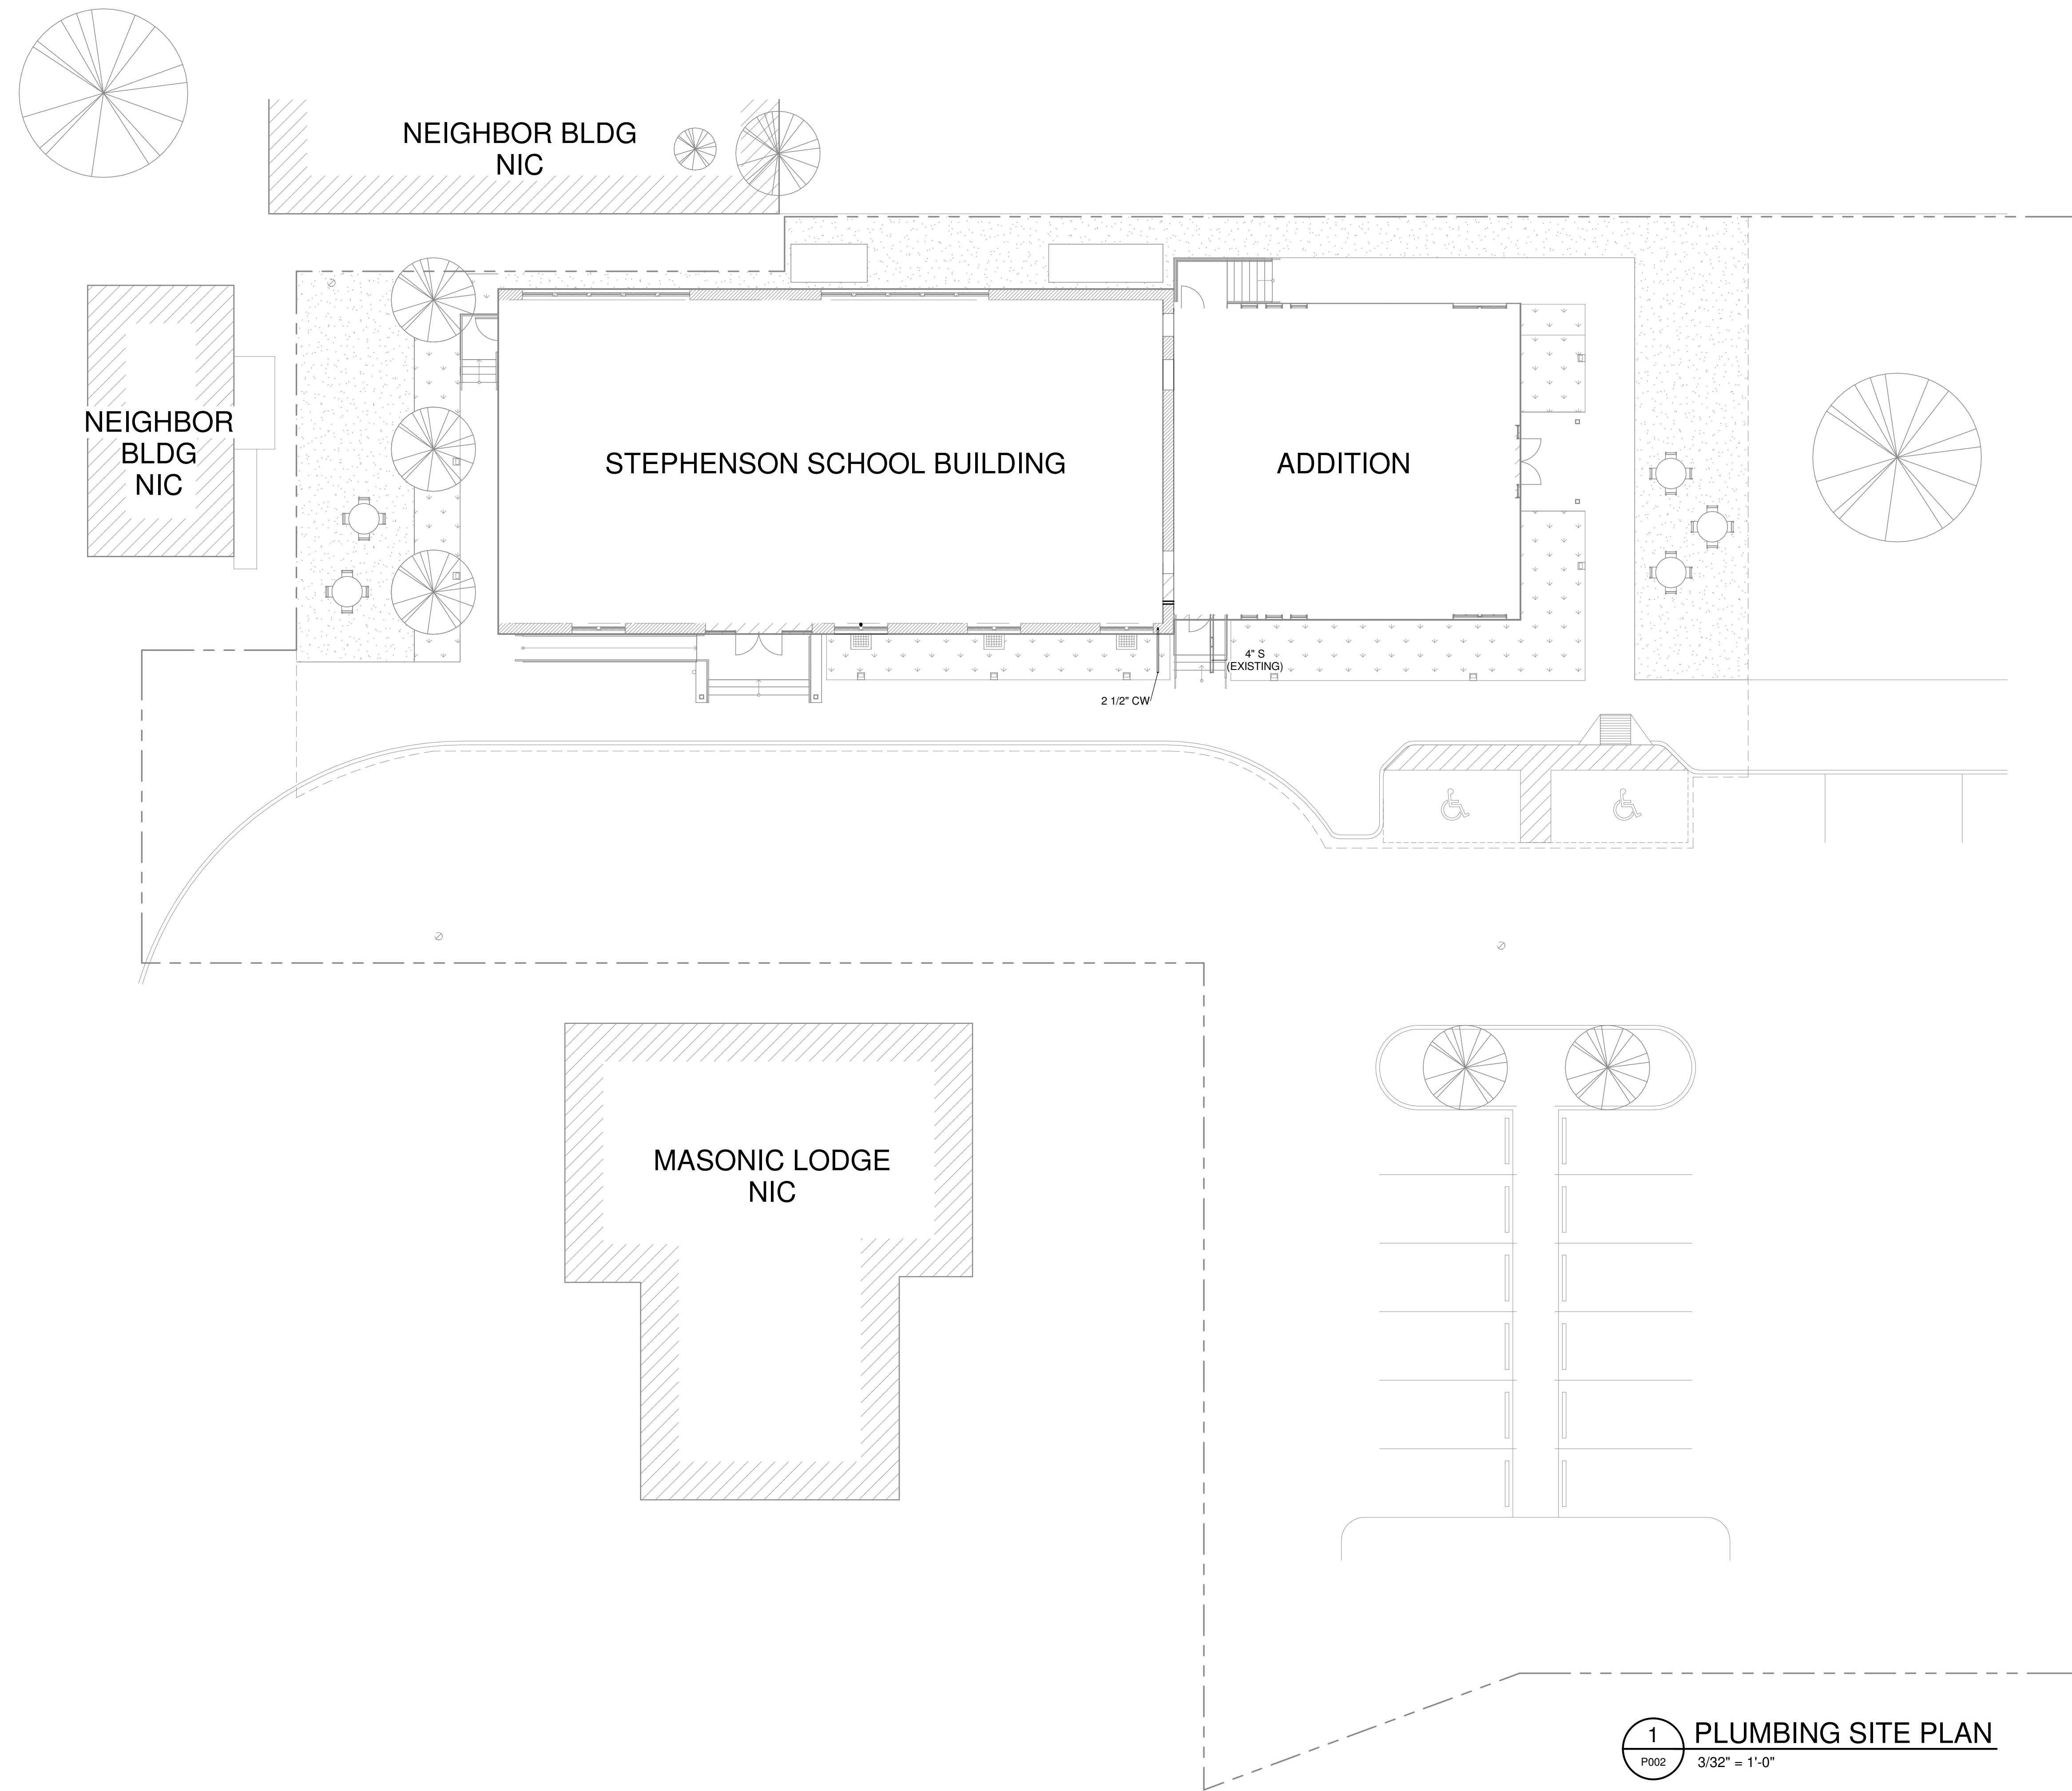 NEIGHBOR BLDG
NIC
NEIGHBOR
BLDG
NIC
STEPHENSON SCHOOL BUILDING
ADDITION
4" S
(EXISTING)
2 1/2" CW
MASONIC LODGE
NIC
1
P002
PLUMBING SITE PLAN
3/32" = 1'-0"